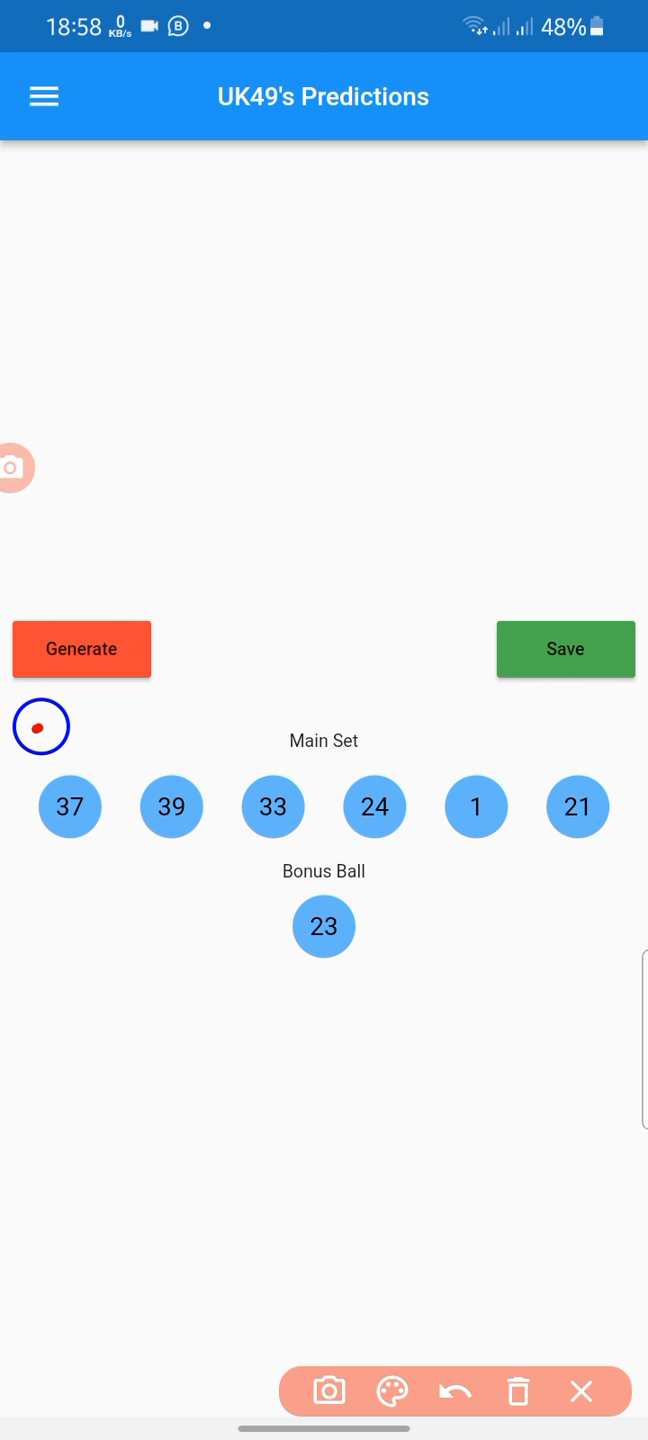 18:58 0 KB/s B 48%
UK49's Predictions
Generate Save
Main Set
37 39 33 24 1 21
Bonus Ball
23